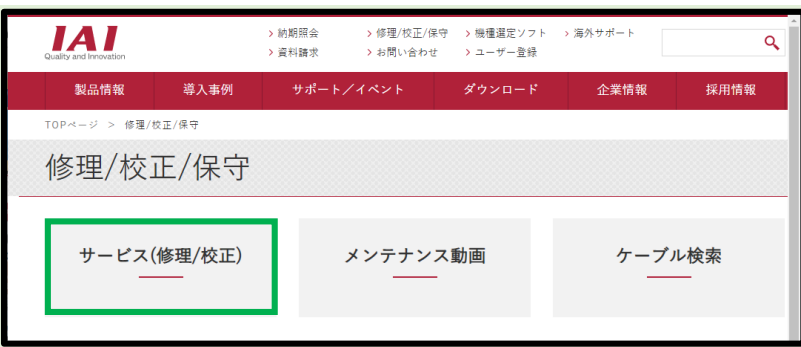 IAI
Quality and Innovation
> 納期照会 > 修理/校正/保守 > 機種選定ソフト > 海外サポート
> 資料請求 > お問い合わせ > ユーザー登録
製品情報 導入事例 サポート／イベント ダウンロード 企業情報 採用情報
TOPページ > 修理/校正/保守
修理/校正/保守
サービス(修理/校正) メンテナンス動画 ケーブル検索